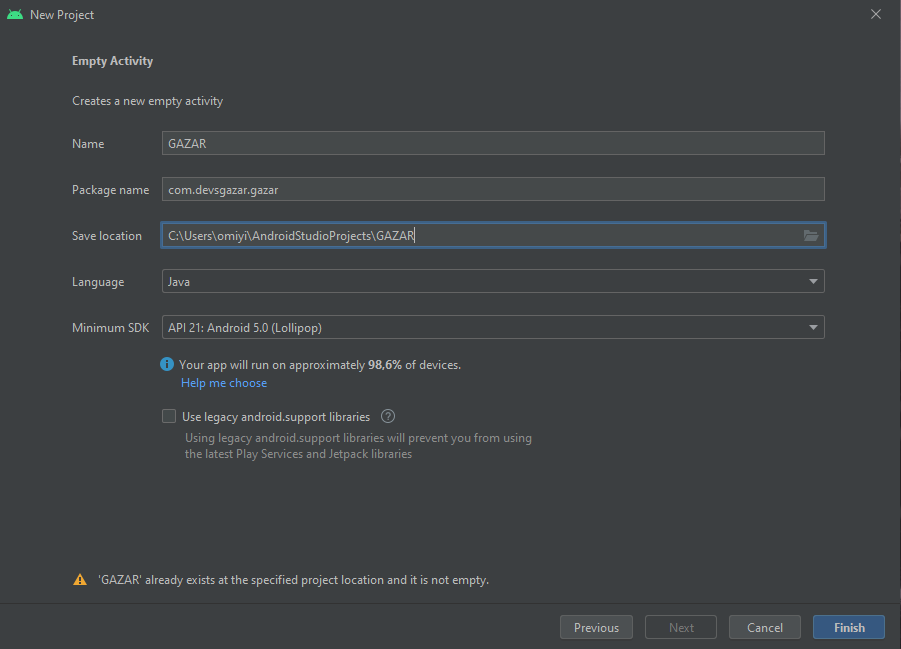 New Project
Empty Activity
Creates a new empty activity
Name GAZAR
Package name com.devsgazar.gazar
Save location C:\Users\omiyi\AndroidStudioProjects\GAZAR
Language Java
Minimum SDK API 21: Android 5.0 (Lollipop)
Your app will run on approximately 98,6% of devices.
Help me choose
Use legacy android.support libraries ?
Using legacy android.support libraries will prevent you from using
the latest Play Services and Jetpack libraries
'GAZAR' already exists at the specified project location and it is not empty.
Previous Next Cancel Finish